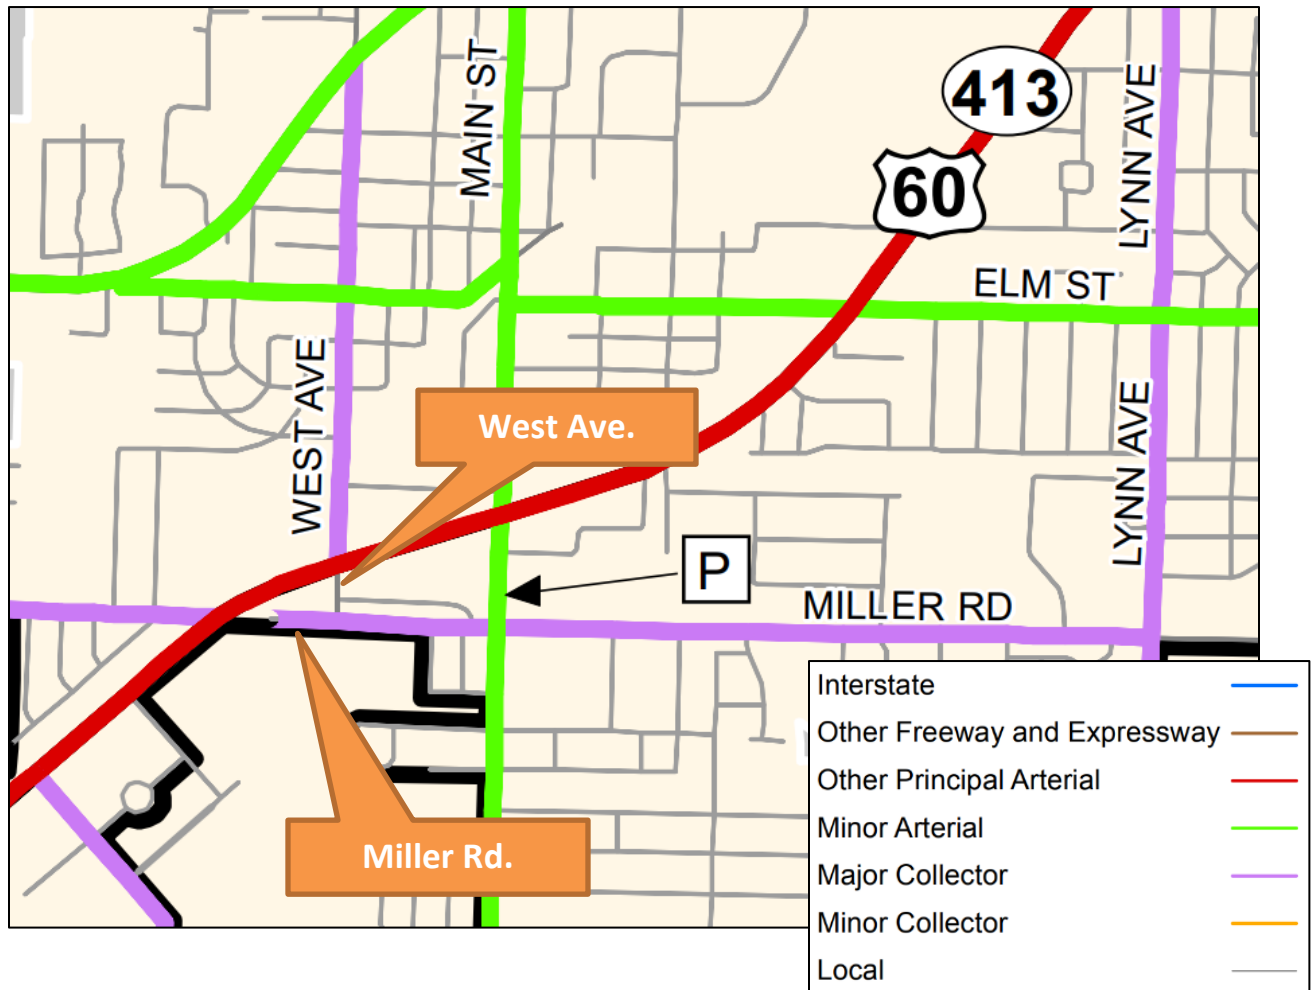 MAIN ST
413
LYNN AVE
60
ELM ST
WEST AVE
West Ave.
LYNN AVE
P
MILLER RD
Miller Rd.
Interstate
Other Freeway and Expressway
Other Principal Arterial
Minor Arterial
Major Collector
Minor Collector
Local